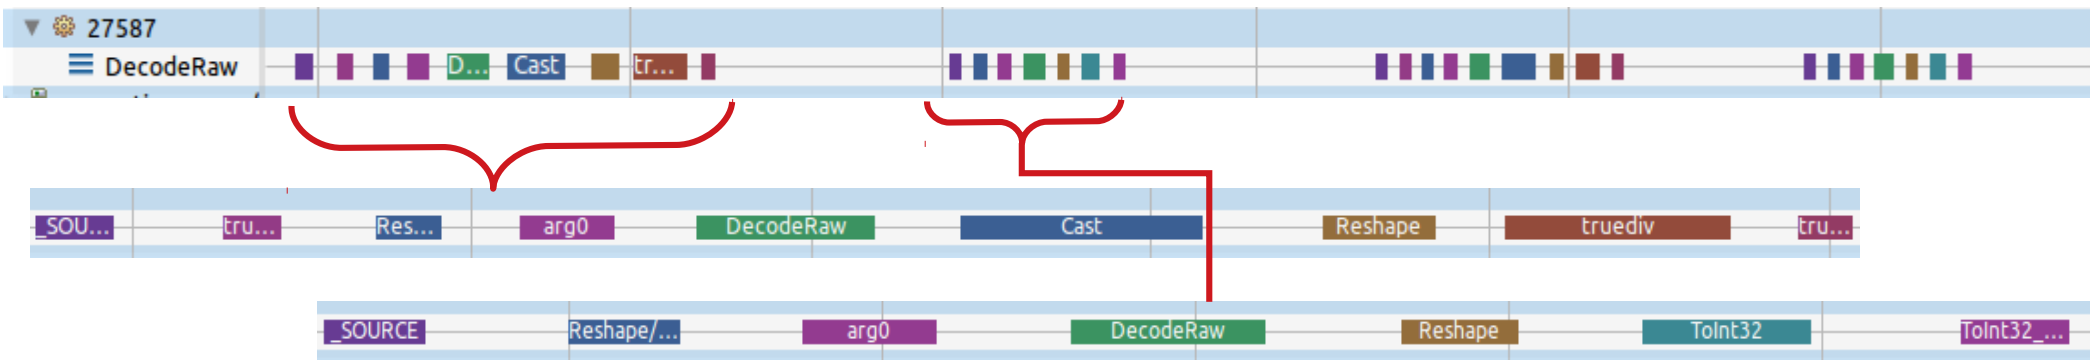 27587
DecodeRaw D... Cast tr...
_SOU... tru... Res... arg0 DecodeRaw Cast Reshape truediv tru...
_SOURCE Reshape/... arg0 DecodeRaw Reshape ToInt32 ToInt32_...